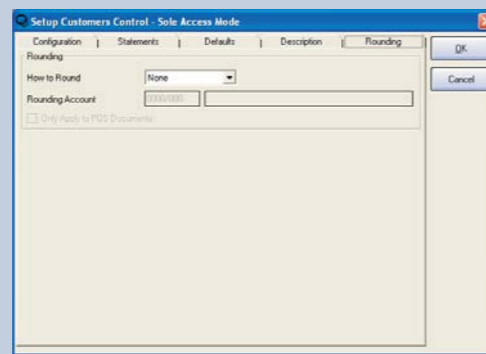 Setup Customers Control - Sole Access Mode
Configuration Statements Defaults Description Rounding
OK
Cancel
Rounding
How to Round None
Rounding Account 0000/000
Only Apply to POS Documents